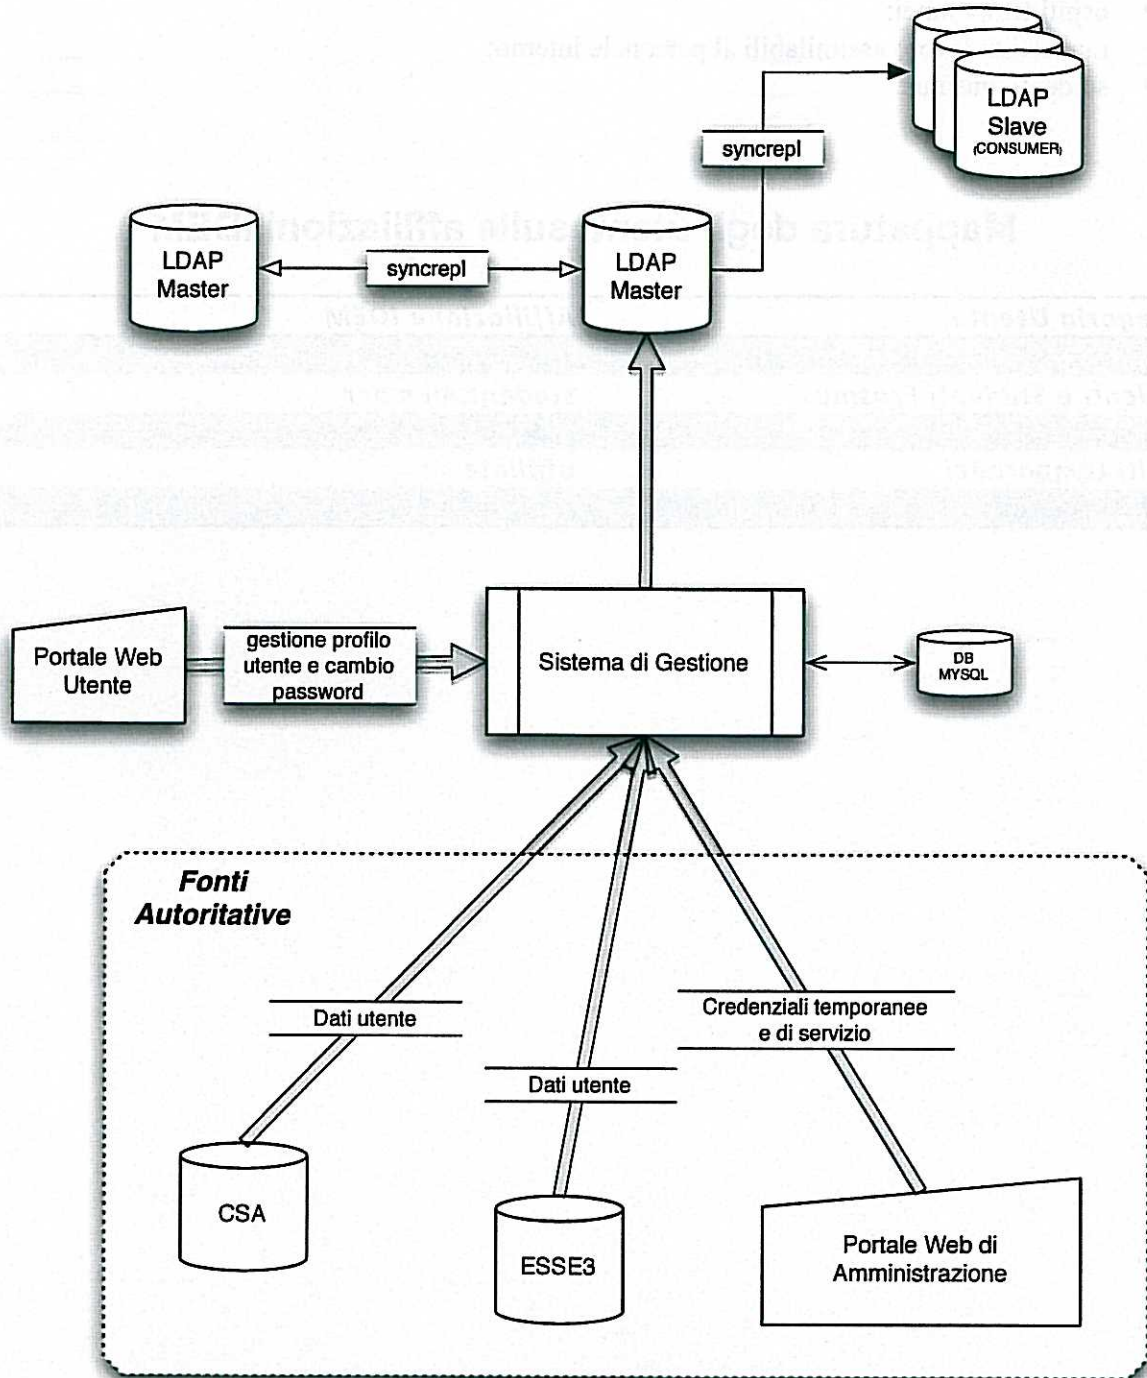 LDAP
Slave
(CONSUMER)
syncrepl
LDAP
Master
syncrepl
LDAP
Master
Portale Web
Utente
gestione profilo
utente e cambio
password
Sistema di Gestione
DB
MYSQL
Fonti
Autoritative
Dati utente
Credenziali temporanee
e di servizio
Dati utente
CSA
ESSE3
Portale Web di
Amministrazione